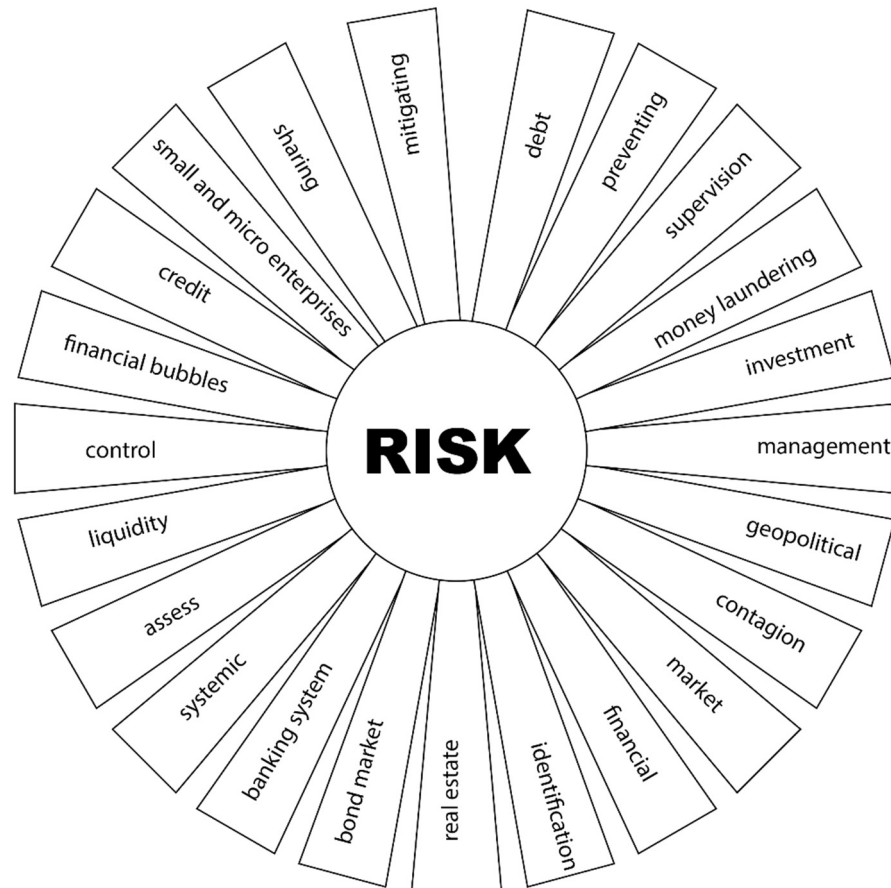 RISK
debt
preventing
supervision
money laundering
investment
management
geopolitical
contagion
market
financial
identification
real estate
bond market
banking system
systemic
assess
liquidity
control
financial bubbles
credit
small and micro enterprises
sharing
mitigating